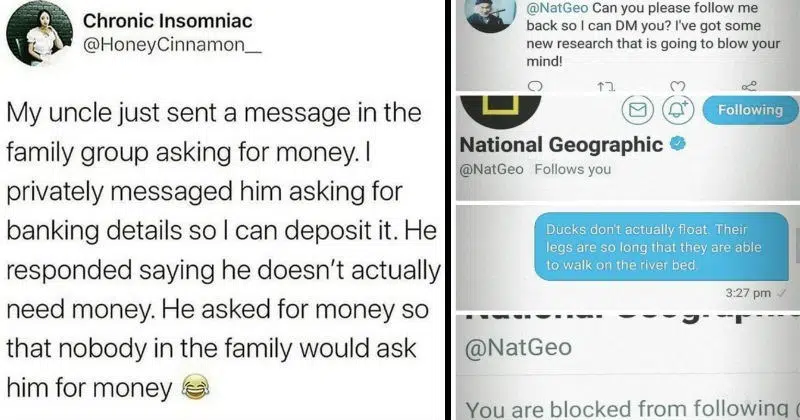 Chronic Insomniac
@HoneyCinnamon__
My uncle just sent a message in the
family group asking for money. I
privately messaged him asking for
banking details so I can deposit it. He
responded saying he doesn't actually
need money. He asked for money so
that nobody in the family would ask
him for money 😂
@NatGeo Can you please follow me
back so I can DM you? I've got some
new research that is going to blow your
mind!
Following
National Geographic
@NatGeo Follows you
Ducks don't actually float. Their
legs are so long that they are able
to walk on the river bed.
3:27 pm ✓
@NatGeo
You are blocked from following